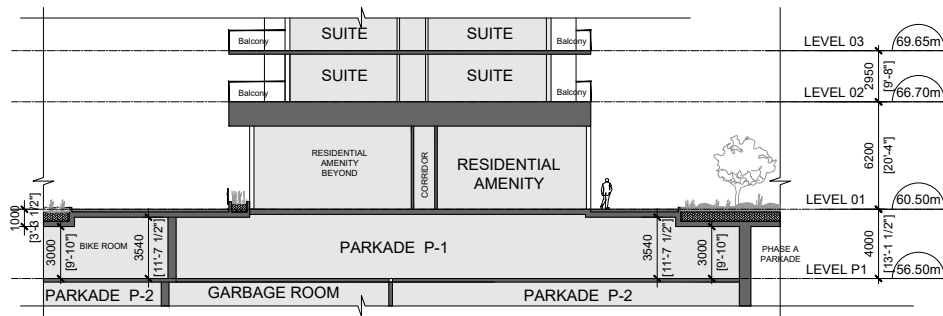 SUITE
SUITE
Balcony
Balcony
LEVEL 03
69.65m
SUITE
SUITE
2950
[9'-8"]
Balcony
Balcony
LEVEL 02
66.70m
RESIDENTIAL
AMENITY
BEYOND
CORRIDOR
RESIDENTIAL
AMENITY
6200
[20'-4"]
LEVEL 01
60.50m
1000
[3'-3 1/2"]
3000
[9'-10"]
BIKE ROOM
3540
[11'-7 1/2"]
PARKADE P-1
3540
[11'-7 1/2"]
3000
[9'-10"]
PHASE A
PARKADE
4000
[13'-1 1/2"]
LEVEL P1
56.50m
PARKADE P-2
GARBAGE ROOM
PARKADE P-2